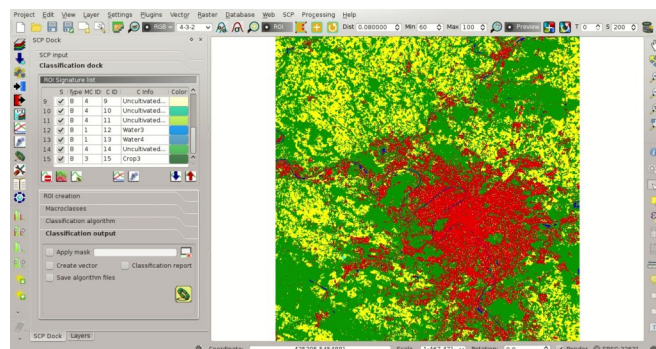 Project Edit View Layer Settings Plugins Vector Raster Database Web SCP Processing Help
RGB = 4-3-2 ROI Dist 0.080000 Min 60 Max 100 Preview T 0 S 200
SCP Dock
SCP input
Classification dock
ROI Signature list
S Type MC ID C ID C Info Color
9 B 4 9 Uncultivated...
10 B 4 10 Uncultivated...
11 B 4 11 Uncultivated...
12 B 1 12 Water3
13 B 1 13 Water4
14 B 4 14 Uncultivated...
15 B 3 15 Crop3
ROI creation
Macroclasses
Classification algorithm
Classification output
Apply mask
Create vector Classification report
Save algorithm files
SCP Dock Layers
Coordinate: Scale Rotation: 0.0 Render